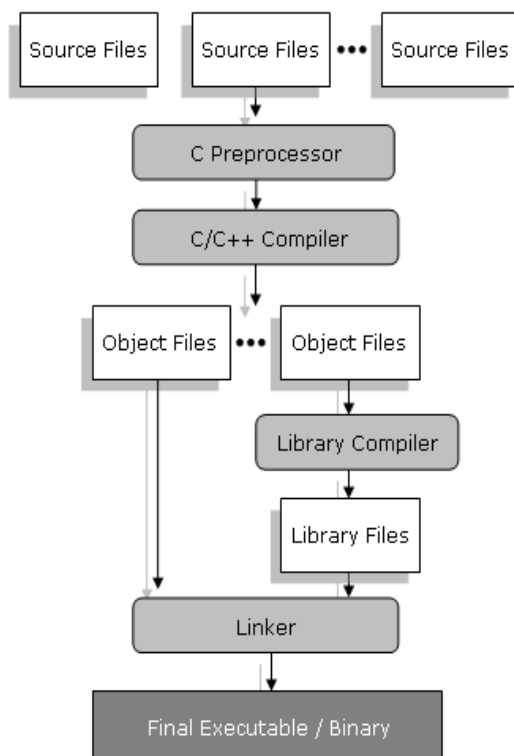 Source Files
Source Files
Source Files
C Preprocessor
C/C++ Compiler
Object Files
Object Files
Library Compiler
Library Files
Linker
Final Executable / Binary